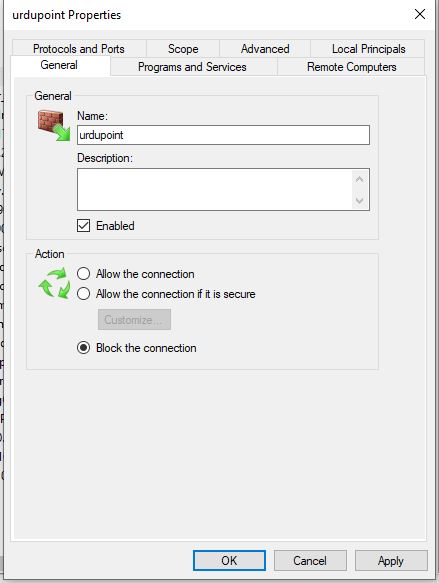 urdupoint Properties
Protocols and Ports Scope Advanced Local Principals
General Programs and Services Remote Computers
General
Name:
urdupoint
Description:
Enabled
Action
Allow the connection
Allow the connection if it is secure
Customize...
Block the connection
OK Cancel Apply